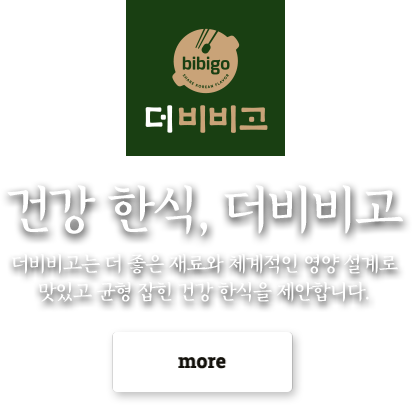 bibigo
SHARE KOREAN FLAVOR
더비비고
건강 한식, 더비비고
더비비고는 더 좋은 재료와 체계적인 영양 설계로
맛있고 균형 잡힌 건강 한식을 제안합니다.
more